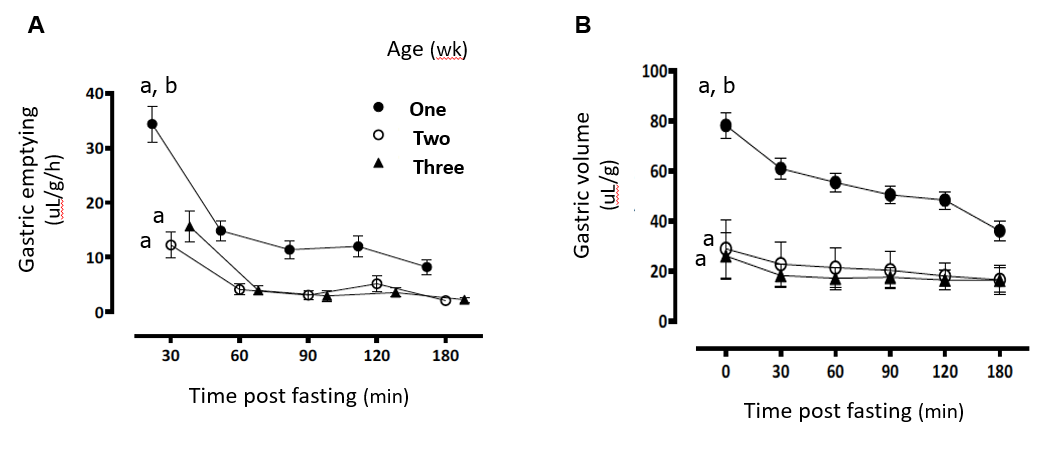 A
Age (wk)
a, b
One
Two
Three
a
a
40
30
20
10
0
Gastric emptying
(uL/g/h)
30 60 90 120 180
Time post fasting (min)
B
a, b
a
a
100
80
60
40
20
0
Gastric volume
(uL/g)
0 30 60 90 120 180
Time post fasting (min)